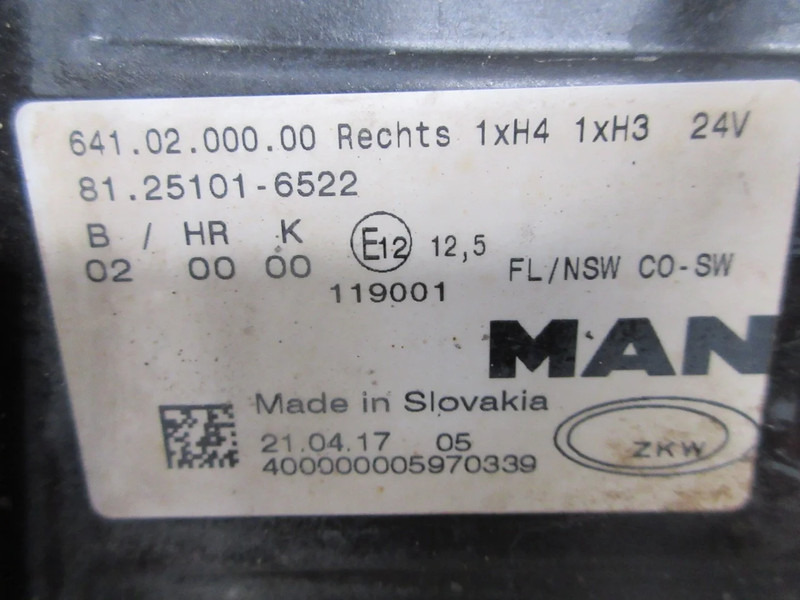 641.02.000.00 Rechts 1xH4 1xH3 24V
81.25101-6522
B / HR K E12 12,5
02 00 00 FL/NSW CO-SW
119001
MAN
Made in Slovakia
21.04.17 05
400000005970339
ZKW